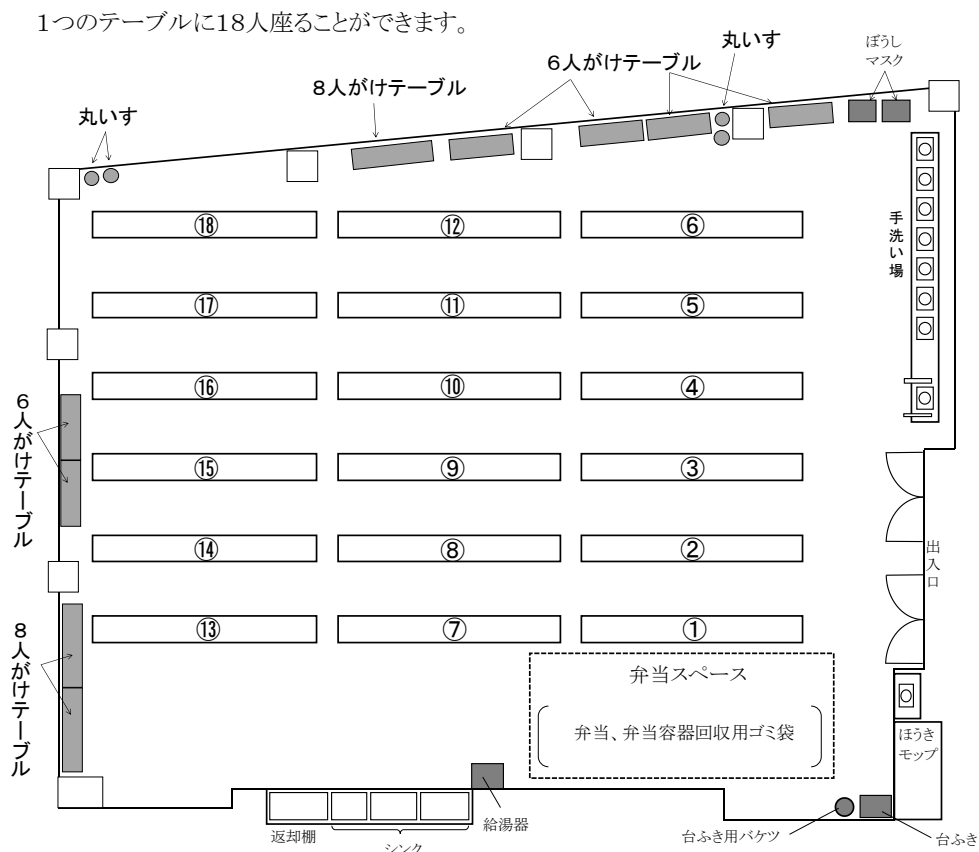 1つのテーブルに18人座ることができます。
丸いす
ぼうし
マスク
6人がけテーブル
8人がけテーブル
丸いす
⑱
⑫
⑥
手洗い場
⑰
⑪
⑤
⑯
⑩
④
6人がけテーブル
⑮
⑨
③
⑭
⑧
②
出入口
⑬
⑦
①
8人がけテーブル
弁当スペース
弁当、弁当容器回収用ゴミ袋
ほうき
モップ
返却棚
シンク
給湯器
台ふき用バケツ
台ふき